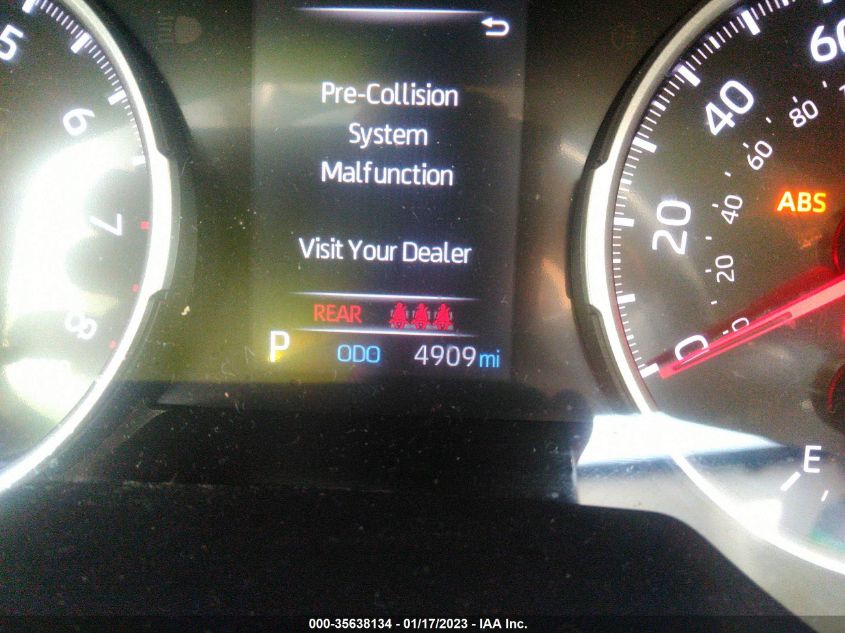 Pre-Collision
System
Malfunction
Visit Your Dealer
REAR
P ODO 4909 mi
5
6
7
8
60
40
20
0
80
60
40
20
0
ABS
E
000-35638134 - 01/17/2023 - IAA Inc.